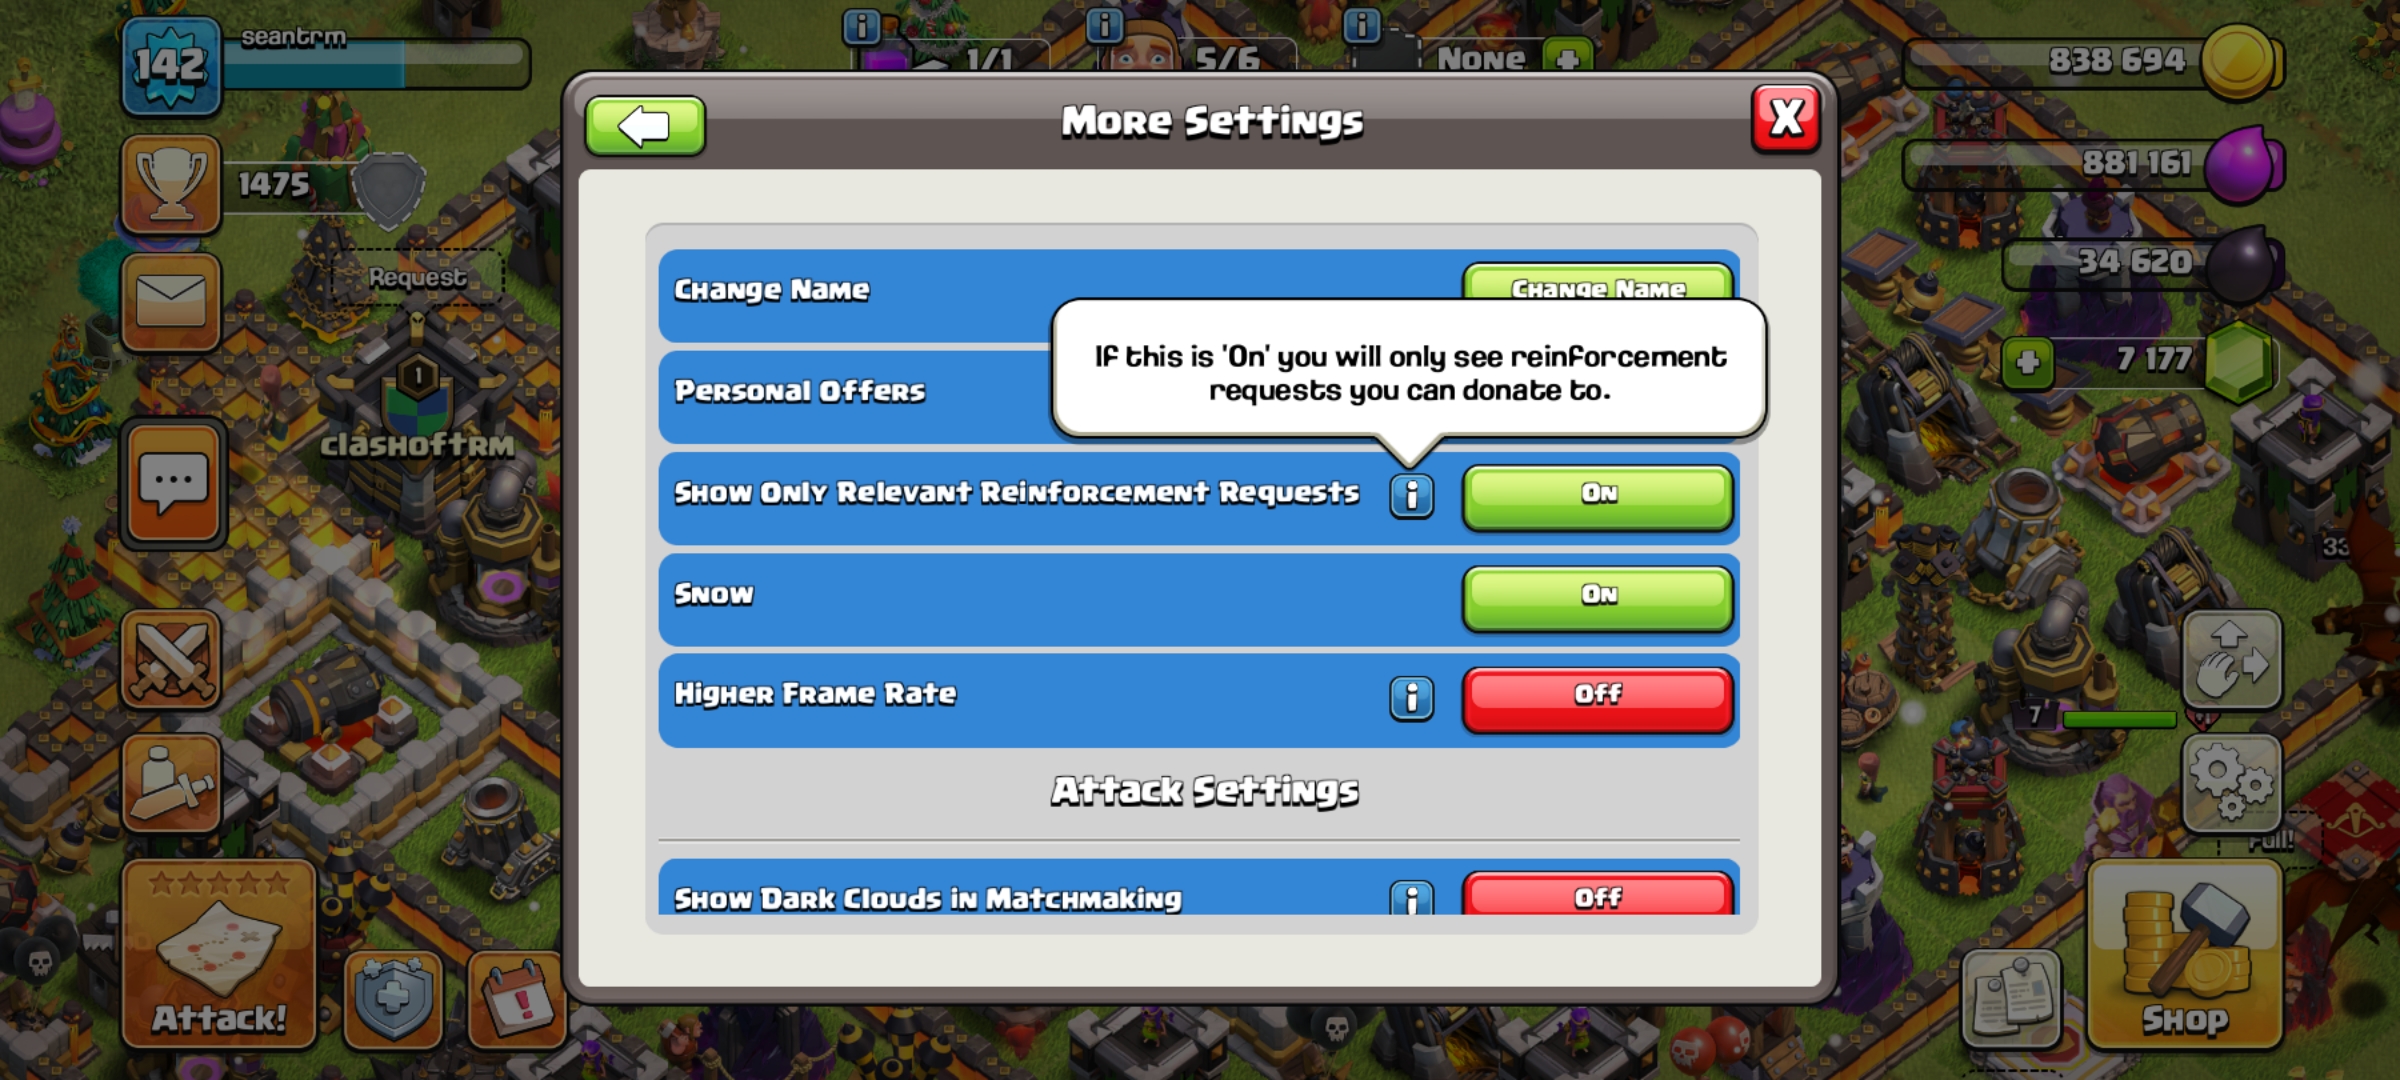 142
seantrm
1/1
5/6
None
838 694
More Settings
X
1475
881 161
Request
34 620
Change Name
Change Name
If this is 'On' you will only see reinforcement
requests you can donate to.
7 177
Personal Offers
1
clashoftRM
Show Only Relevant Reinforcement Requests
i
On
33
Snow
On
Higher Frame Rate
i
Off
7
Attack Settings
Full!
Show Dark Clouds in Matchmaking
i
Off
Attack!
Shop